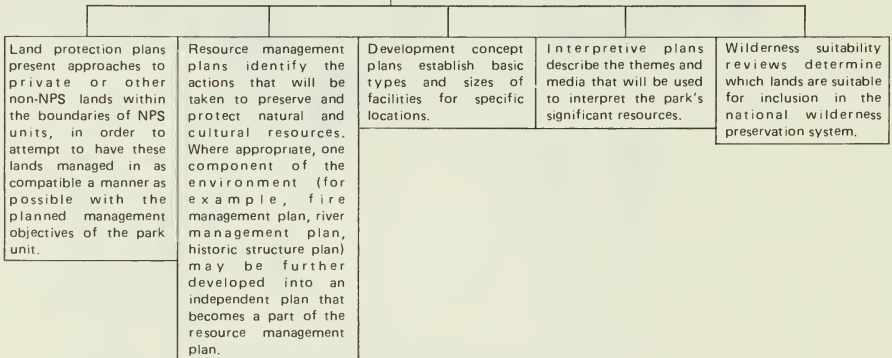 Land protection plans
present approaches to
private or other
non-NPS lands within
the boundaries of NPS
units, in order to
attempt to have these
lands managed in as
compatible a manner as
possible with the
planned management
objectives of the park
unit.
Resource management
plans identify the
actions that will be
taken to preserve and
protect natural and
cultural resources.
Where appropriate, one
component of the
environment (for
example, fire
management plan, river
management plan,
historic structure plan)
may be further
developed into an
independent plan that
becomes a part of the
resource management
plan.
Development concept
plans establish basic
types and sizes of
facilities for specific
locations.
Interpretive plans
describe the themes and
media that will be used
to interpret the park's
significant resources.
Wilderness suitability
reviews determine
which lands are suitable
for inclusion in the
national wilderness
preservation system.